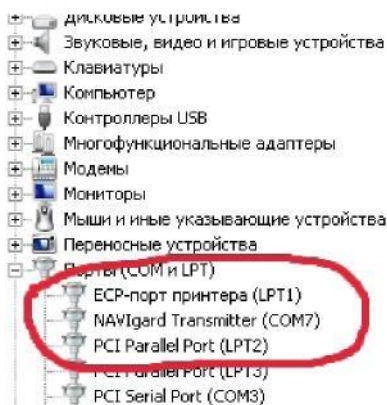 Дисковые устройства
Звуковые, видео и игровые устройства
Клавиатуры
Компьютер
Контроллеры USB
Многофункциональные адаптеры
Модемы
Мониторы
Мыши и иные указывающие устройства
Переносные устройства
Порты (COM и LPT)
ECP-порт принтера (LPT1)
NAVIgard Transmitter (COM7)
PCI Parallel Port (LPT2)
PCI Parallel Port (LPT3)
PCI Serial Port (COM3)